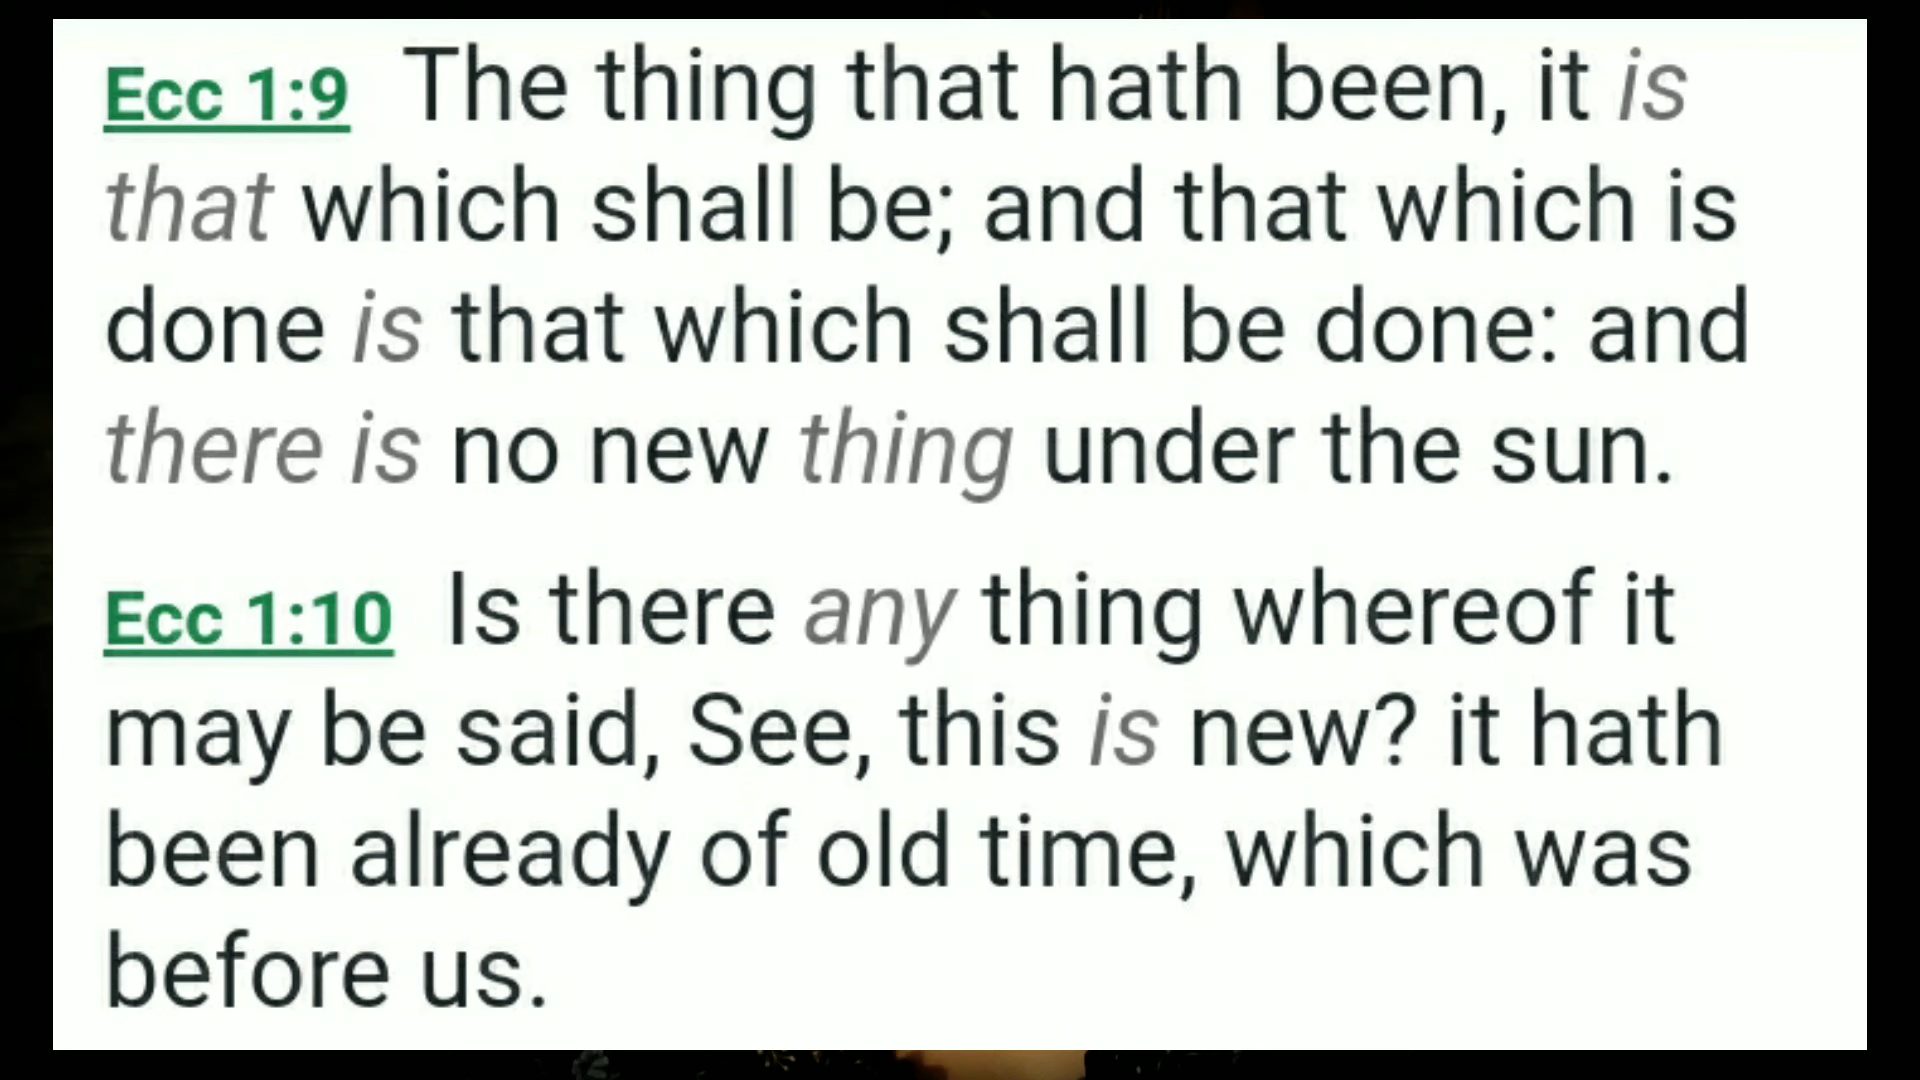 Ecc 1:9 The thing that hath been, it is
that which shall be; and that which is
done is that which shall be done: and
there is no new thing under the sun.
Ecc 1:10 Is there any thing whereof it
may be said, See, this is new? it hath
been already of old time, which was
before us.